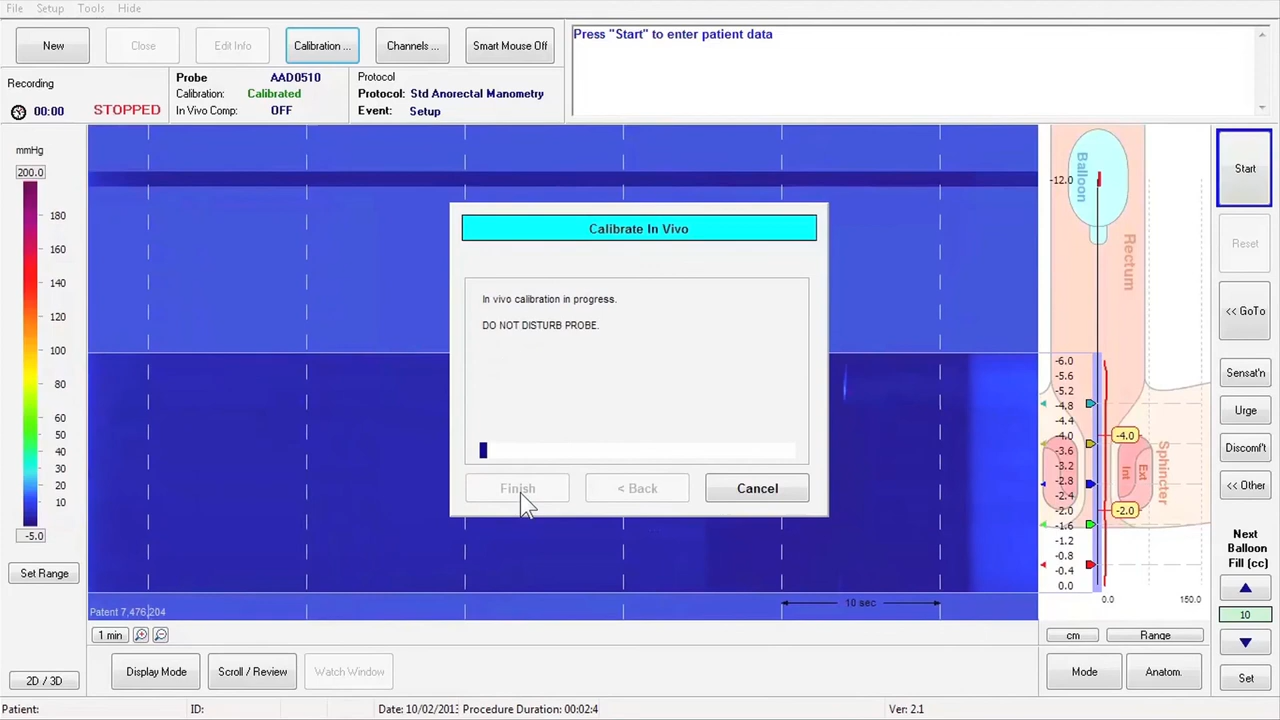 File Setup Tools Hide
New Close Edit Info Calibration ... Channels ... Smart Mouse Off
Press "Start" to enter patient data
Recording
00:00 STOPPED
Probe AAD0510
Calibration: Calibrated
In Vivo Comp: OFF
Protocol
Protocol: Std Anorectal Manometry
Event: Setup
mmHg
200.0
180
160
140
120
100
80
60
50
40
30
20
10
-5.0
Set Range
2D / 3D
Calibrate In Vivo
In vivo calibration in progress.
DO NOT DISTURB PROBE.
Finish < Back Cancel
Patent 7,476,204
10 sec
1 min
Display Mode Scroll / Review Watch Window
Balloon
-12.0
Rectum
-6.0
-5.6
-5.2
-4.8
-4.4
-4.0
-3.6
-3.2
-2.8
-2.4
-2.0
-1.6
-1.2
-0.8
-0.4
0.0
-4.0
-2.0
Int
Ext
Sphincter
0.0 150.0
cm Range
Mode Anatom.
Start
Reset
<< GoTo
Sensat'n
Urge
Discomf't
<< Other
Next
Balloon
Fill (cc)
10
Set
Patient: ID: Date: 10/02/2013 Procedure Duration: 00:02:4 Ver: 2.1